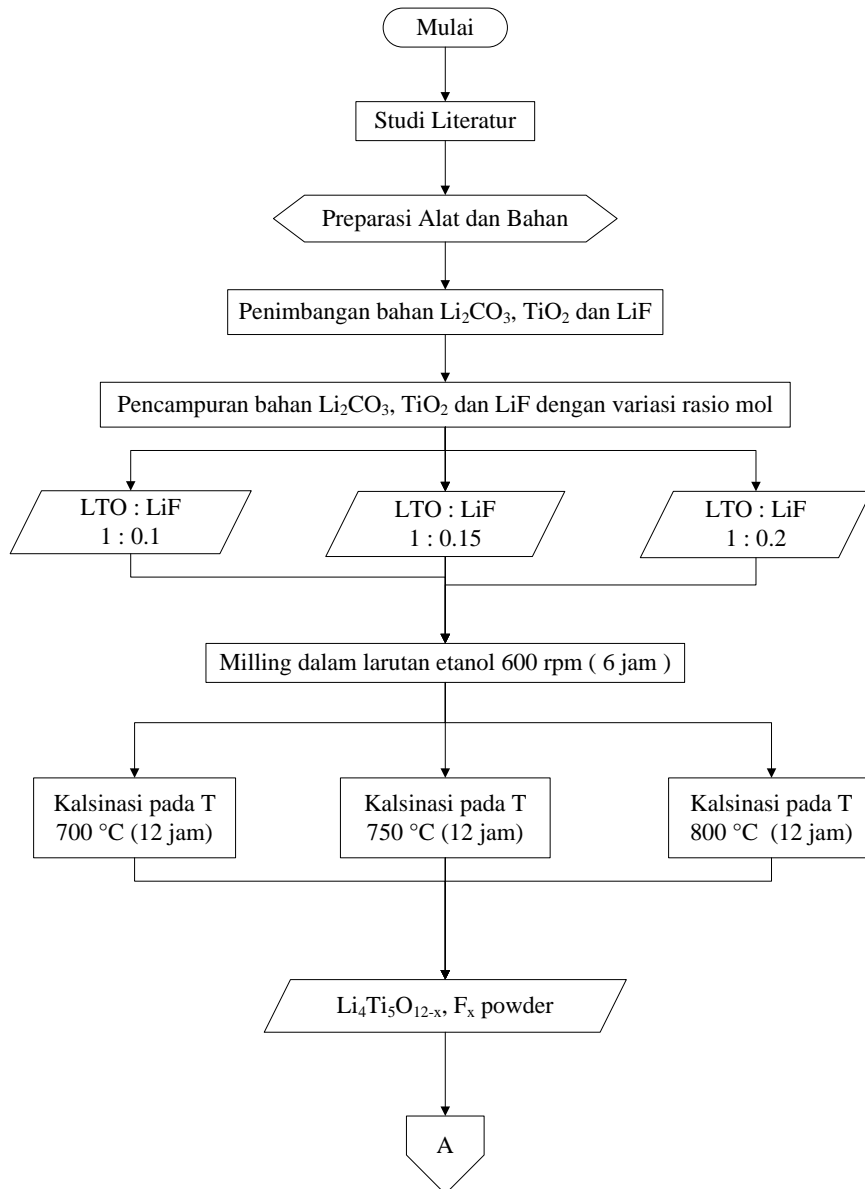 Mulai
Studi Literatur
Preparasi Alat dan Bahan
Penimbangan bahan Li₂CO₃, TiO₂ dan LiF
Pencampuran bahan Li₂CO₃, TiO₂ dan LiF dengan variasi rasio mol
LTO : LiF
1 : 0.1
LTO : LiF
1 : 0.15
LTO : LiF
1 : 0.2
Milling dalam larutan etanol 600 rpm ( 6 jam )
Kalsinasi pada T
700 °C (12 jam)
Kalsinasi pada T
750 °C (12 jam)
Kalsinasi pada T
800 °C  (12 jam)
Li₄Ti₅O₁₂₋ₓ, Fₓ powder
A